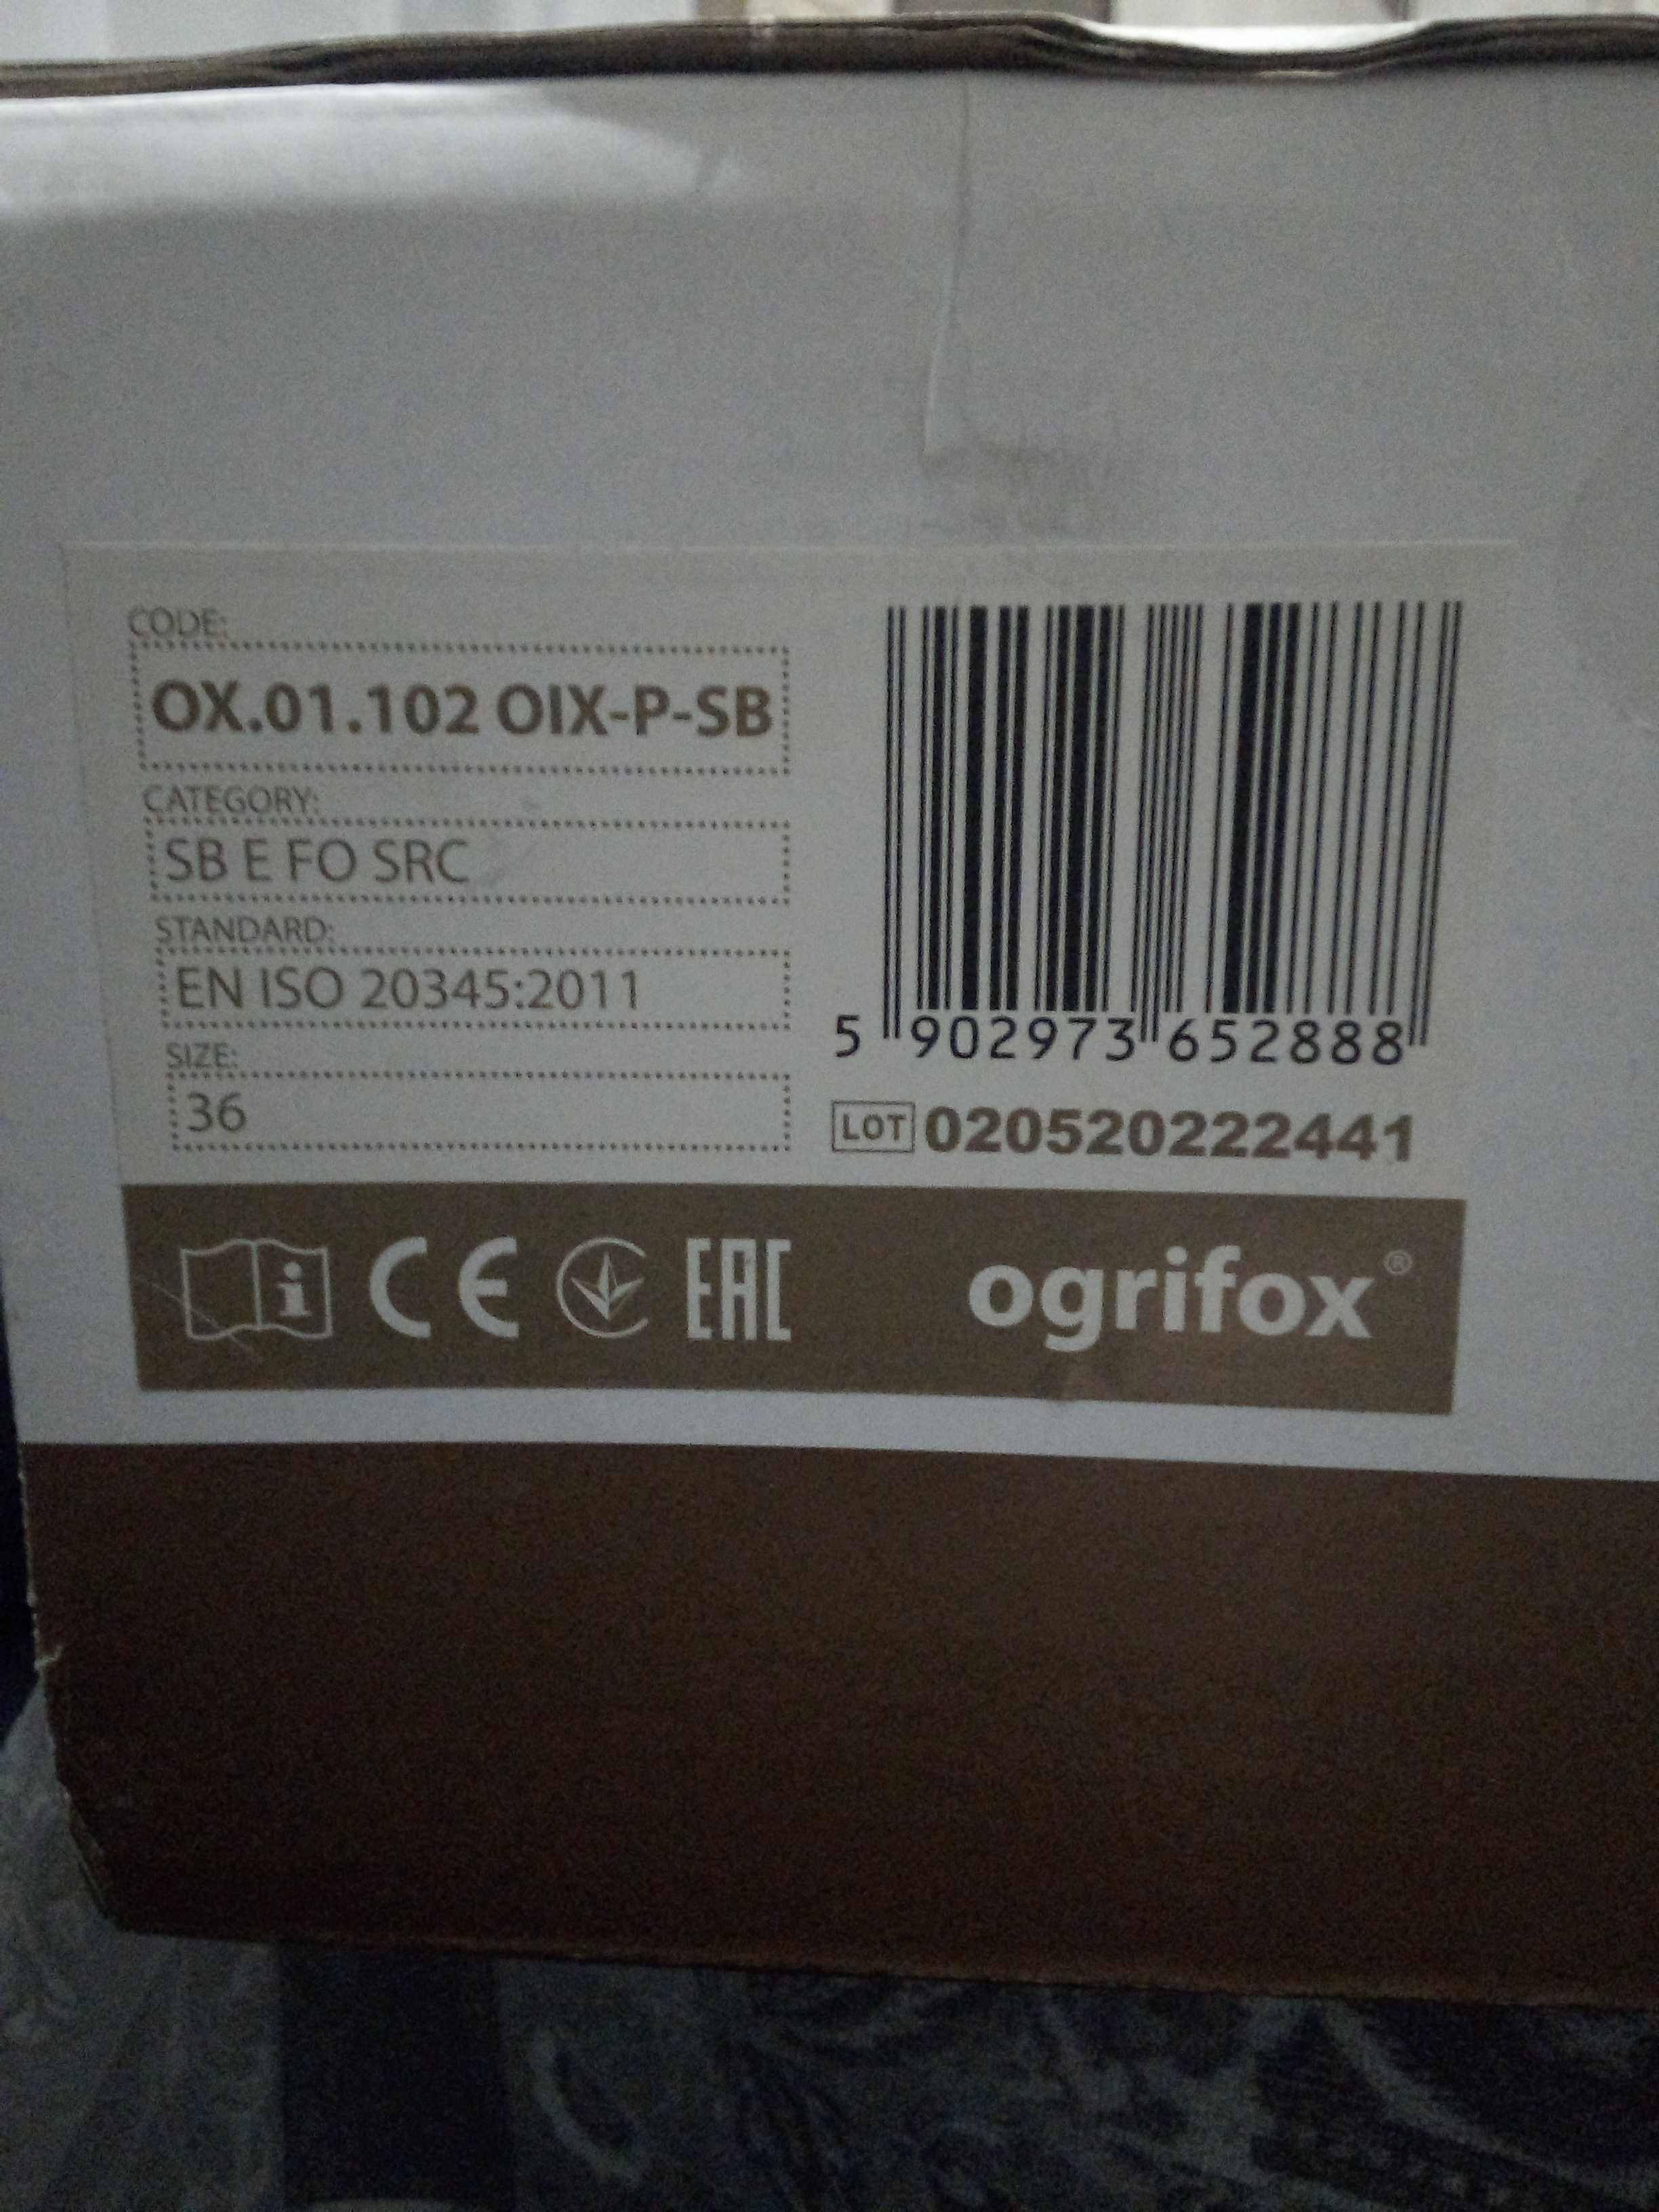 CODE:
OX.01.102 OIX-P-SB
CATEGORY:
SB E FO SRC
STANDARD:
EN ISO 20345:2011
SIZE:
36
5 902973 652888
LOT 020520222441
i CE EAC
ogrifox®